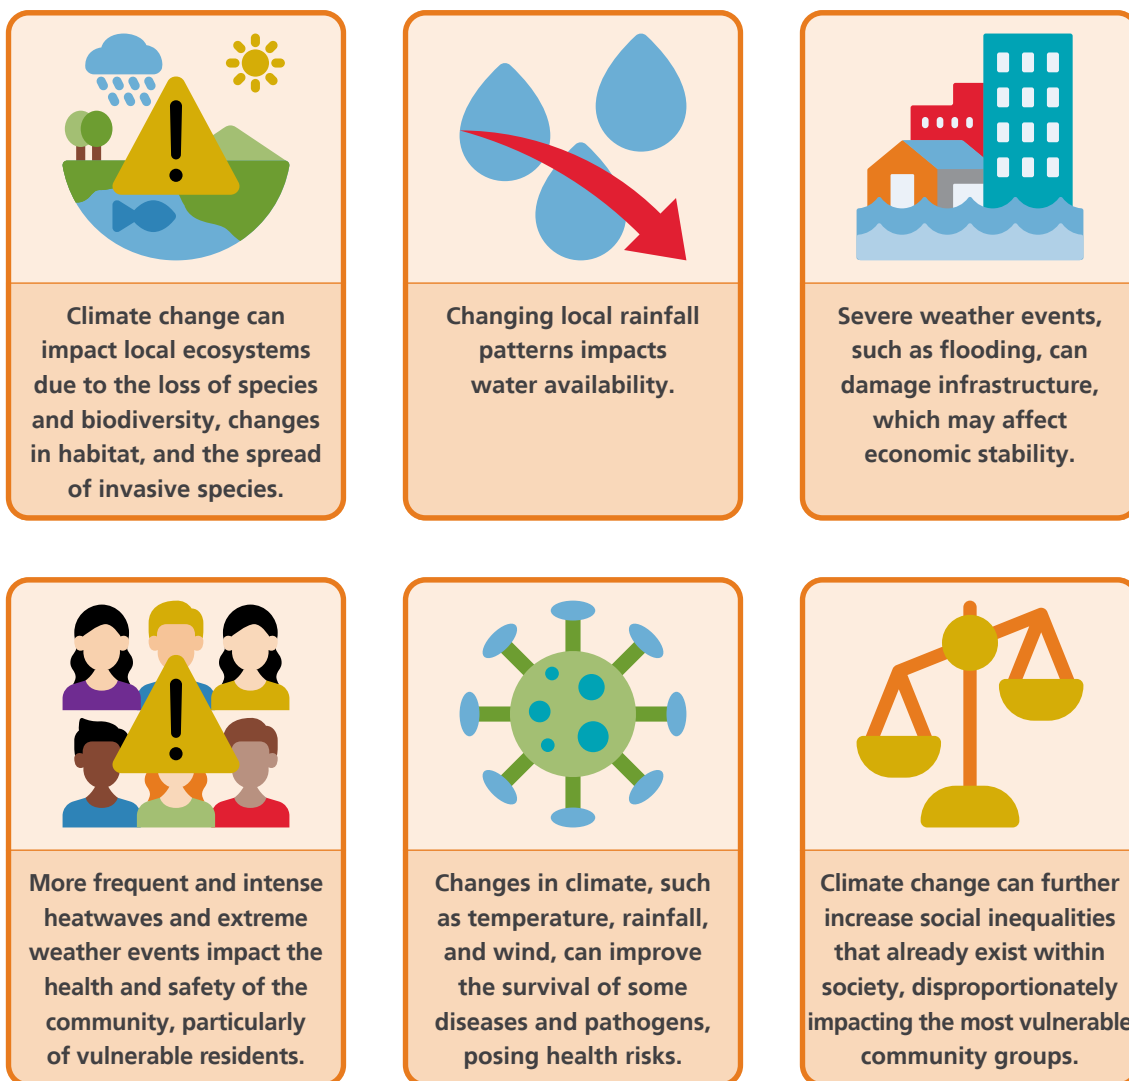 Climate change can
impact local ecosystems
due to the loss of species
and biodiversity, changes
in habitat, and the spread
of invasive species.
Changing local rainfall
patterns impacts
water availability.
Severe weather events,
such as flooding, can
damage infrastructure,
which may affect
economic stability.
More frequent and intense
heatwaves and extreme
weather events impact the
health and safety of the
community, particularly
of vulnerable residents.
Changes in climate, such
as temperature, rainfall,
and wind, can improve
the survival of some
diseases and pathogens,
posing health risks.
Climate change can further
increase social inequalities
that already exist within
society, disproportionately
impacting the most vulnerable
community groups.